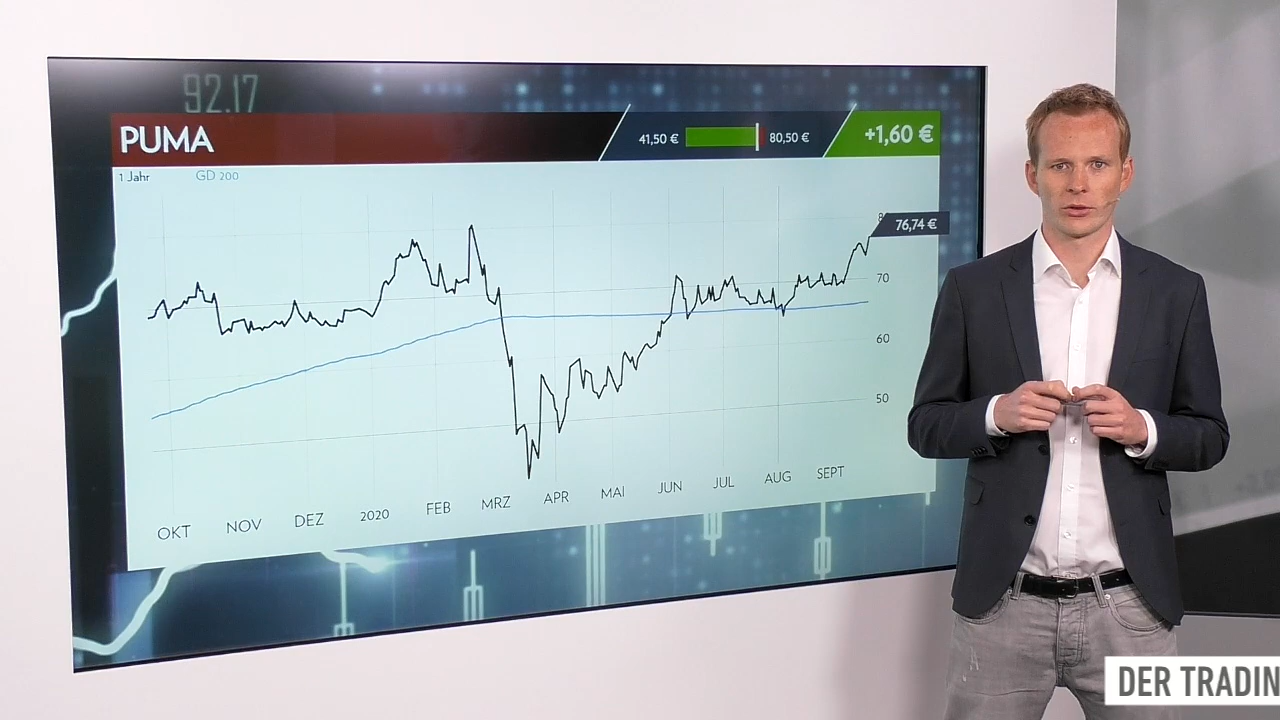 92.17
PUMA
41,50 €
80,50 €
+1,60 €
1 Jahr
GD 200
76,74 €
70
60
50
OKT
NOV
DEZ
2020
FEB
MRZ
APR
MAI
JUN
JUL
AUG
SEPT
DER TRADIN